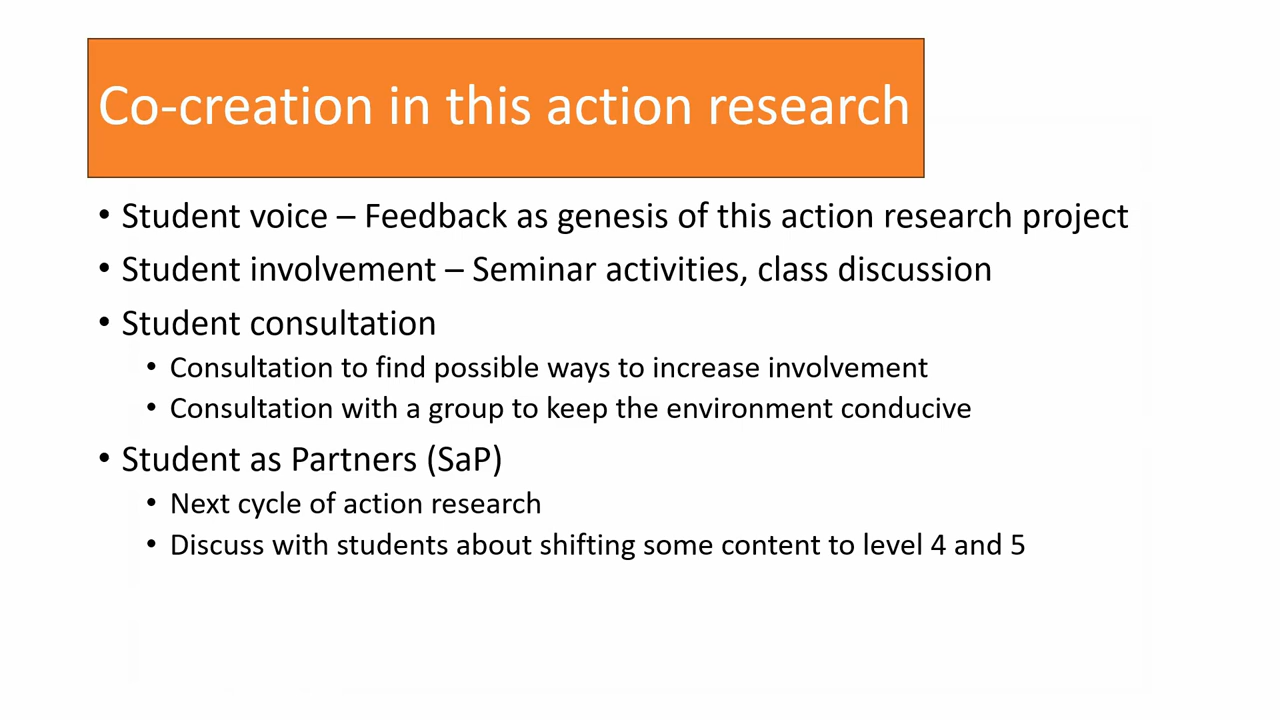 Co-creation in this action research
• Student voice – Feedback as genesis of this action research project
• Student involvement – Seminar activities, class discussion
• Student consultation
• Consultation to find possible ways to increase involvement
• Consultation with a group to keep the environment conducive
• Student as Partners (SaP)
• Next cycle of action research
• Discuss with students about shifting some content to level 4 and 5